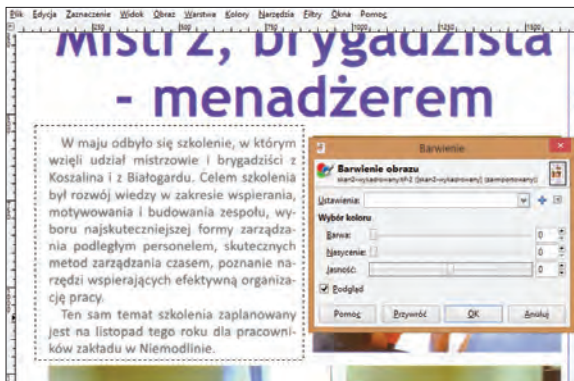 Plik Edycja Zaznaczenie Widok Obraz Warstwa Kolory Narzędzia Filtry Okna Pomoc
Mistrz, brygadzista
- menadżerem
W maju odbyło się szkolenie, w którym
wzięli udział mistrzowie i brygadziści z
Koszalina i z Białogardu. Celem szkolenia
był rozwój wiedzy w zakresie wspierania,
motywowania i budowania zespołu, wy-
boru najskuteczniejszej formy zarządza-
nia podległym personelem, skutecznych
metod zarządzania czasem, poznanie na-
rzędzi wspierających efektywną organiza-
cję pracy.
Ten sam temat szkolenia zaplanowany
jest na listopad tego roku dla pracowni-
ków zakładu w Niemodlinie.
Barwienie
Barwienie obrazu
Ustawienia:
Wybór koloru
Barwa: 0
Nasycenie: 0
Jasność: 0
Podgląd
Pomoc Przywróć OK Anuluj